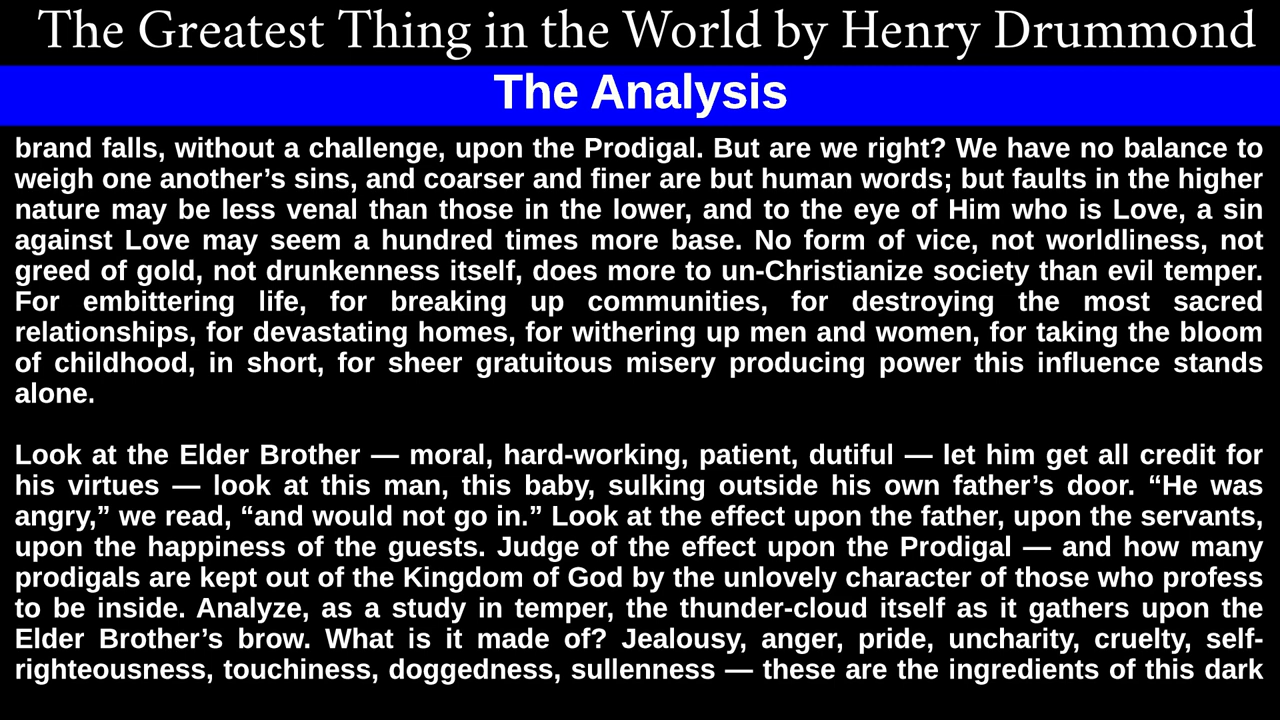 The Greatest Thing in the World by Henry Drummond
The Analysis
brand falls, without a challenge, upon the Prodigal. But are we right? We have no balance to
weigh one another’s sins, and coarser and finer are but human words; but faults in the higher
nature may be less venal than those in the lower, and to the eye of Him who is Love, a sin
against Love may seem a hundred times more base. No form of vice, not worldliness, not
greed of gold, not drunkenness itself, does more to un-Christianize society than evil temper.
For embittering life, for breaking up communities, for destroying the most sacred
relationships, for devastating homes, for withering up men and women, for taking the bloom
of childhood, in short, for sheer gratuitous misery producing power this influence stands
alone.
Look at the Elder Brother — moral, hard-working, patient, dutiful — let him get all credit for
his virtues — look at this man, this baby, sulking outside his own father’s door. “He was
angry,” we read, “and would not go in.” Look at the effect upon the father, upon the servants,
upon the happiness of the guests. Judge of the effect upon the Prodigal — and how many
prodigals are kept out of the Kingdom of God by the unlovely character of those who profess
to be inside. Analyze, as a study in temper, the thunder-cloud itself as it gathers upon the
Elder Brother’s brow. What is it made of? Jealousy, anger, pride, uncharity, cruelty, self-
righteousness, touchiness, doggedness, sullenness — these are the ingredients of this dark